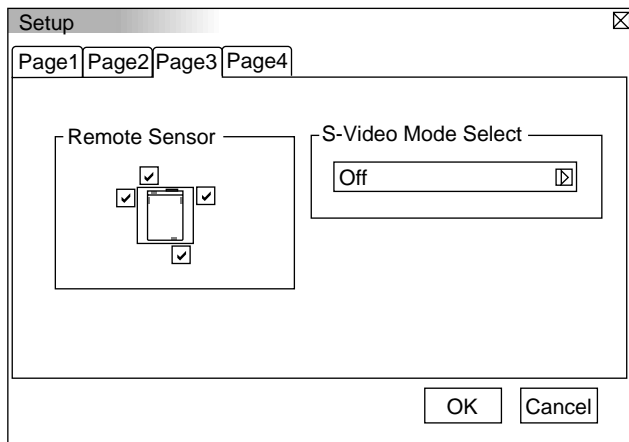 Setup
Page1 Page2 Page3 Page4
Remote Sensor
S-Video Mode Select
Off
OK Cancel